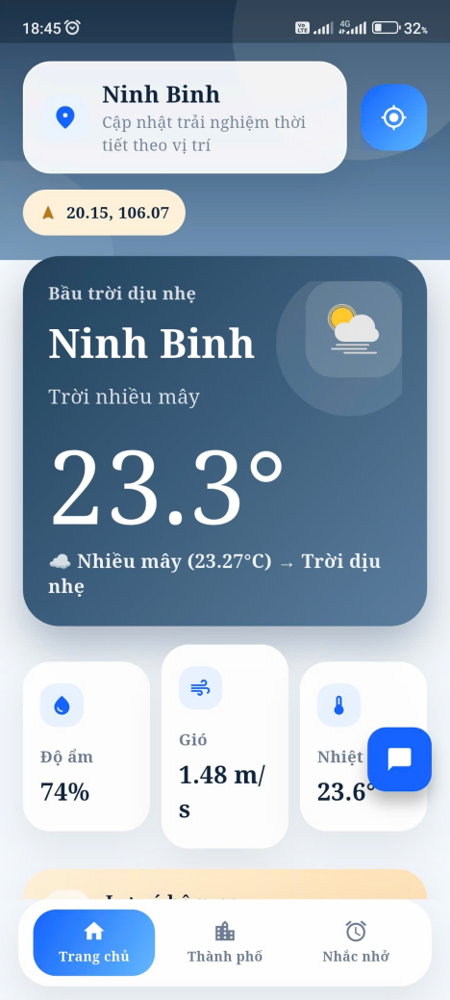 18:45
Vo LTE
4G
32%
Ninh Binh
Cập nhật trải nghiệm thời
tiết theo vị trí
20.15, 106.07
Bầu trời dịu nhẹ
Ninh Binh
Trời nhiều mây
23.3°
☁️ Nhiều mây (23.27°C) → Trời dịu
nhẹ
Độ ẩm
74%
Gió
1.48 m/
s
Nhiệt
23.6°
Trang chủ
Thành phố
Nhắc nhở